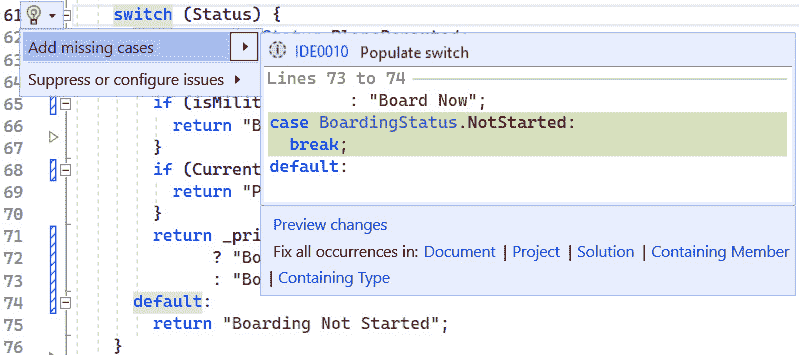 61 switch (Status) {
62 Status.PlaneDeparted:
Add missing cases
Suppress or configure issues
IDE0010 Populate switch
Lines 73 to 74
: "Board Now";
case BoardingStatus.NotStarted:
break;
default:
Preview changes
Fix all occurrences in: Document | Project | Solution | Containing Member
| Containing Type
65 if (isMilit
66 return "B
67 }
68 if (Current
69 return "P
70 }
71 return _pri
72 ? "Bo
73 : "Bo
74 default:
75 return "Boarding Not Started";
76 }